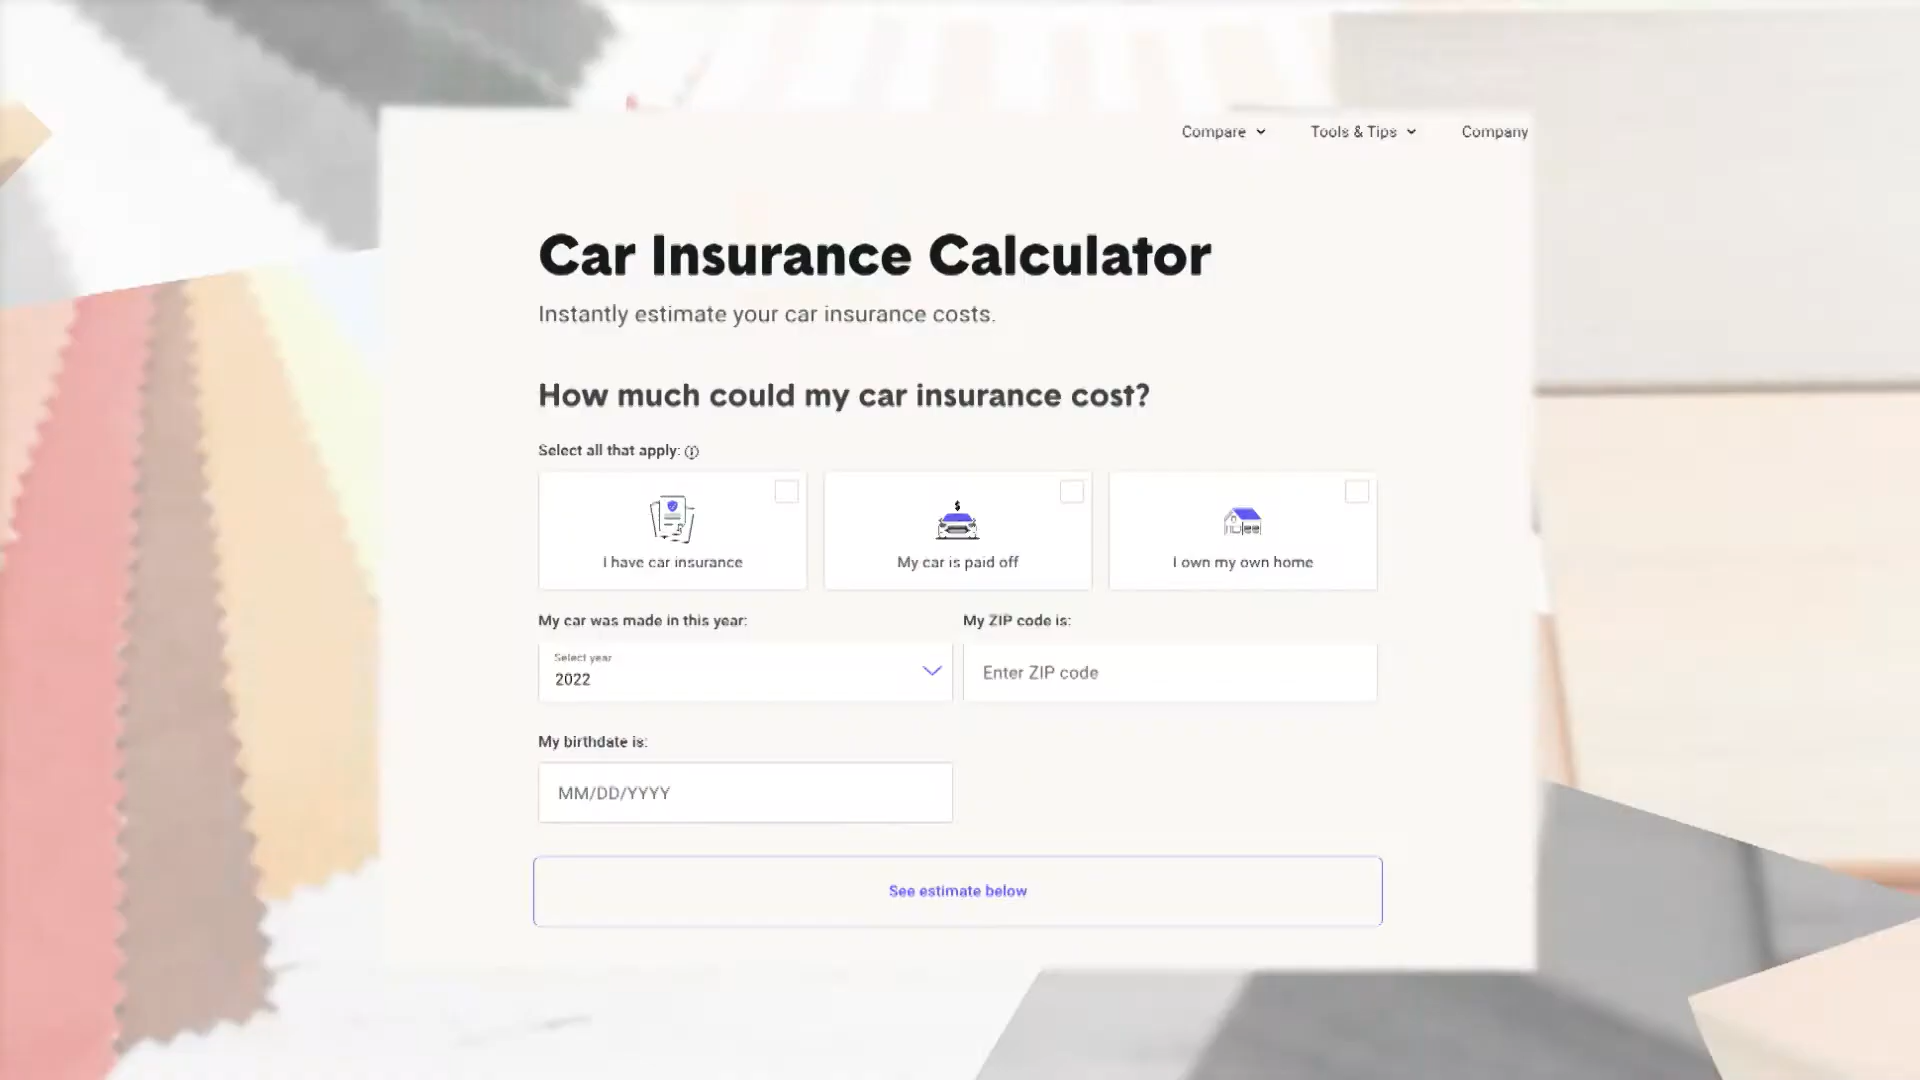 Compare Tools & Tips Company
Car Insurance Calculator
Instantly estimate your car insurance costs.
How much could my car insurance cost?
Select all that apply:
I have car insurance
My car is paid off
I own my own home
My car was made in this year:
My ZIP code is:
Select year
2022
Enter ZIP code
My birthdate is:
MM/DD/YYYY
See estimate below